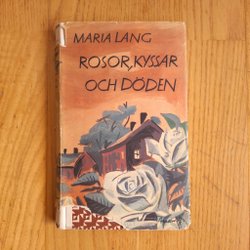 MARIA LANG
ROSOR, KYSSAR
OCH DÖDEN